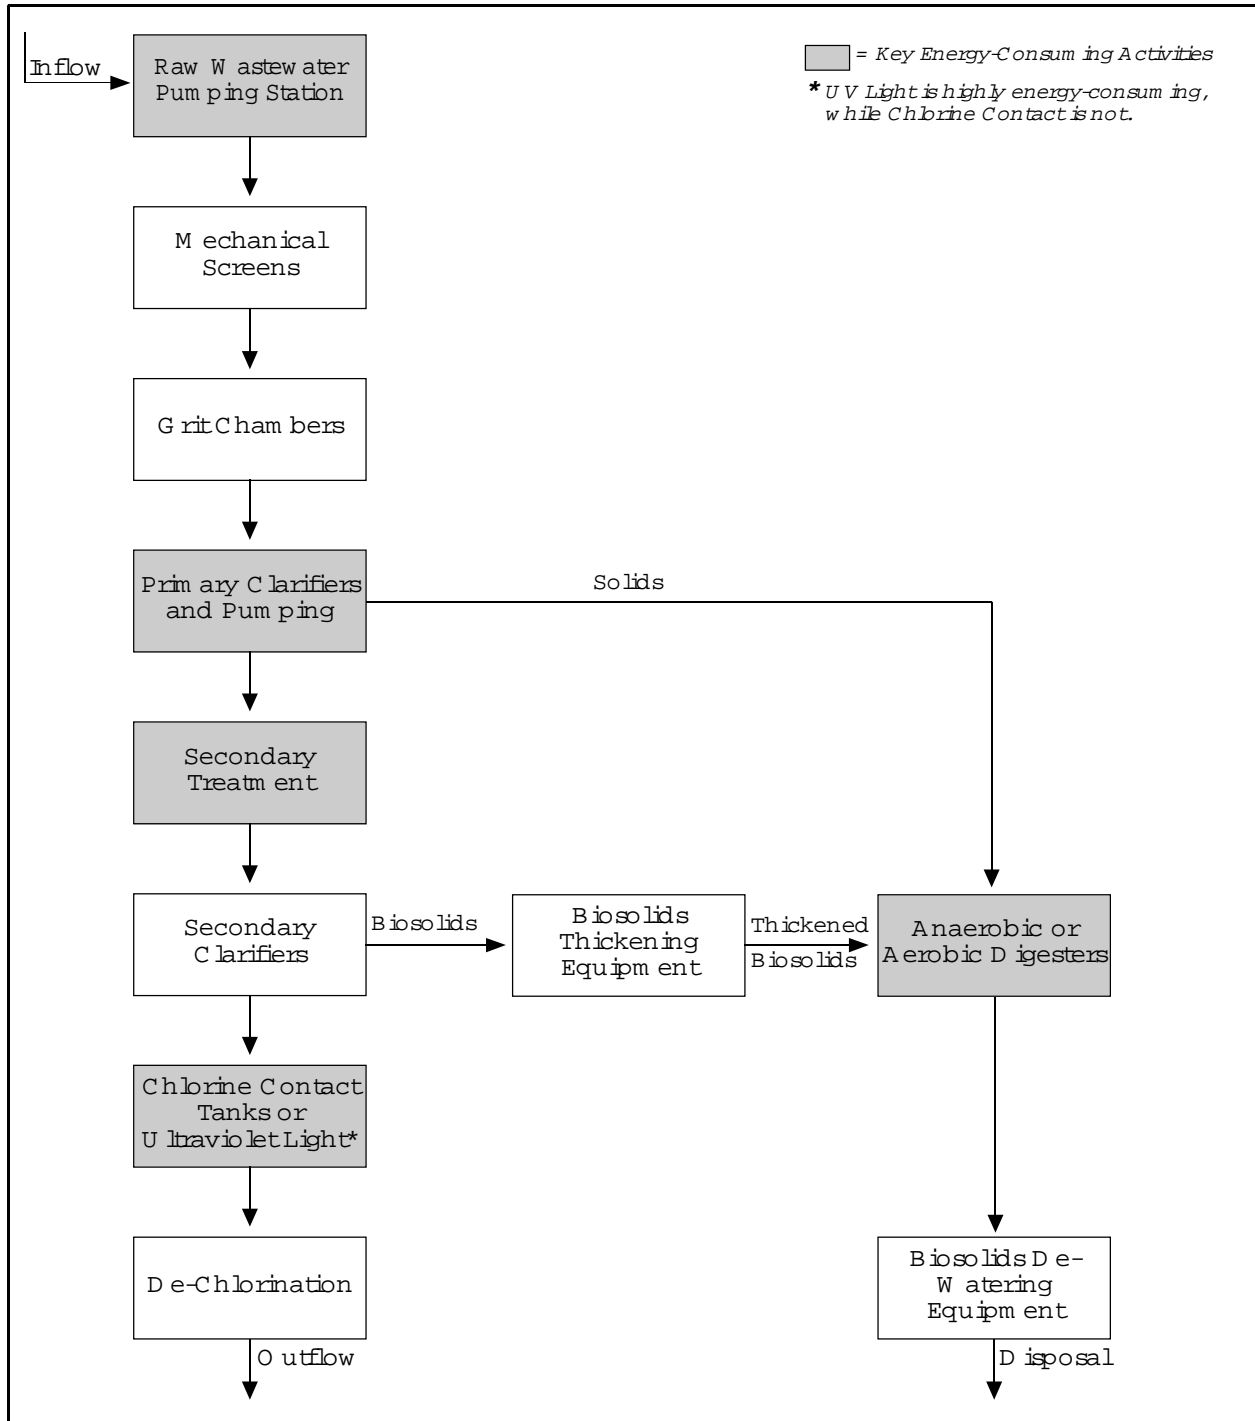 Inflow
Raw Wastewater
Pumping Station
= Key Energy-Consuming Activities
* UV Light is highly energy-consuming,
while Chlorine Contact is not.
Mechanical
Screens
Grit Chambers
Primary Clarifiers
and Pumping
Solids
Secondary
Treatment
Secondary
Clarifiers
Biosolids
Biosolids
Thickening
Equipment
Thickened
Biosolids
Anaerobic or
Aerobic Digesters
Chlorine Contact
Tanks or
Ultraviolet Light*
De-Chlorination
Biosolids De-
Watering
Equipment
Outflow
Disposal